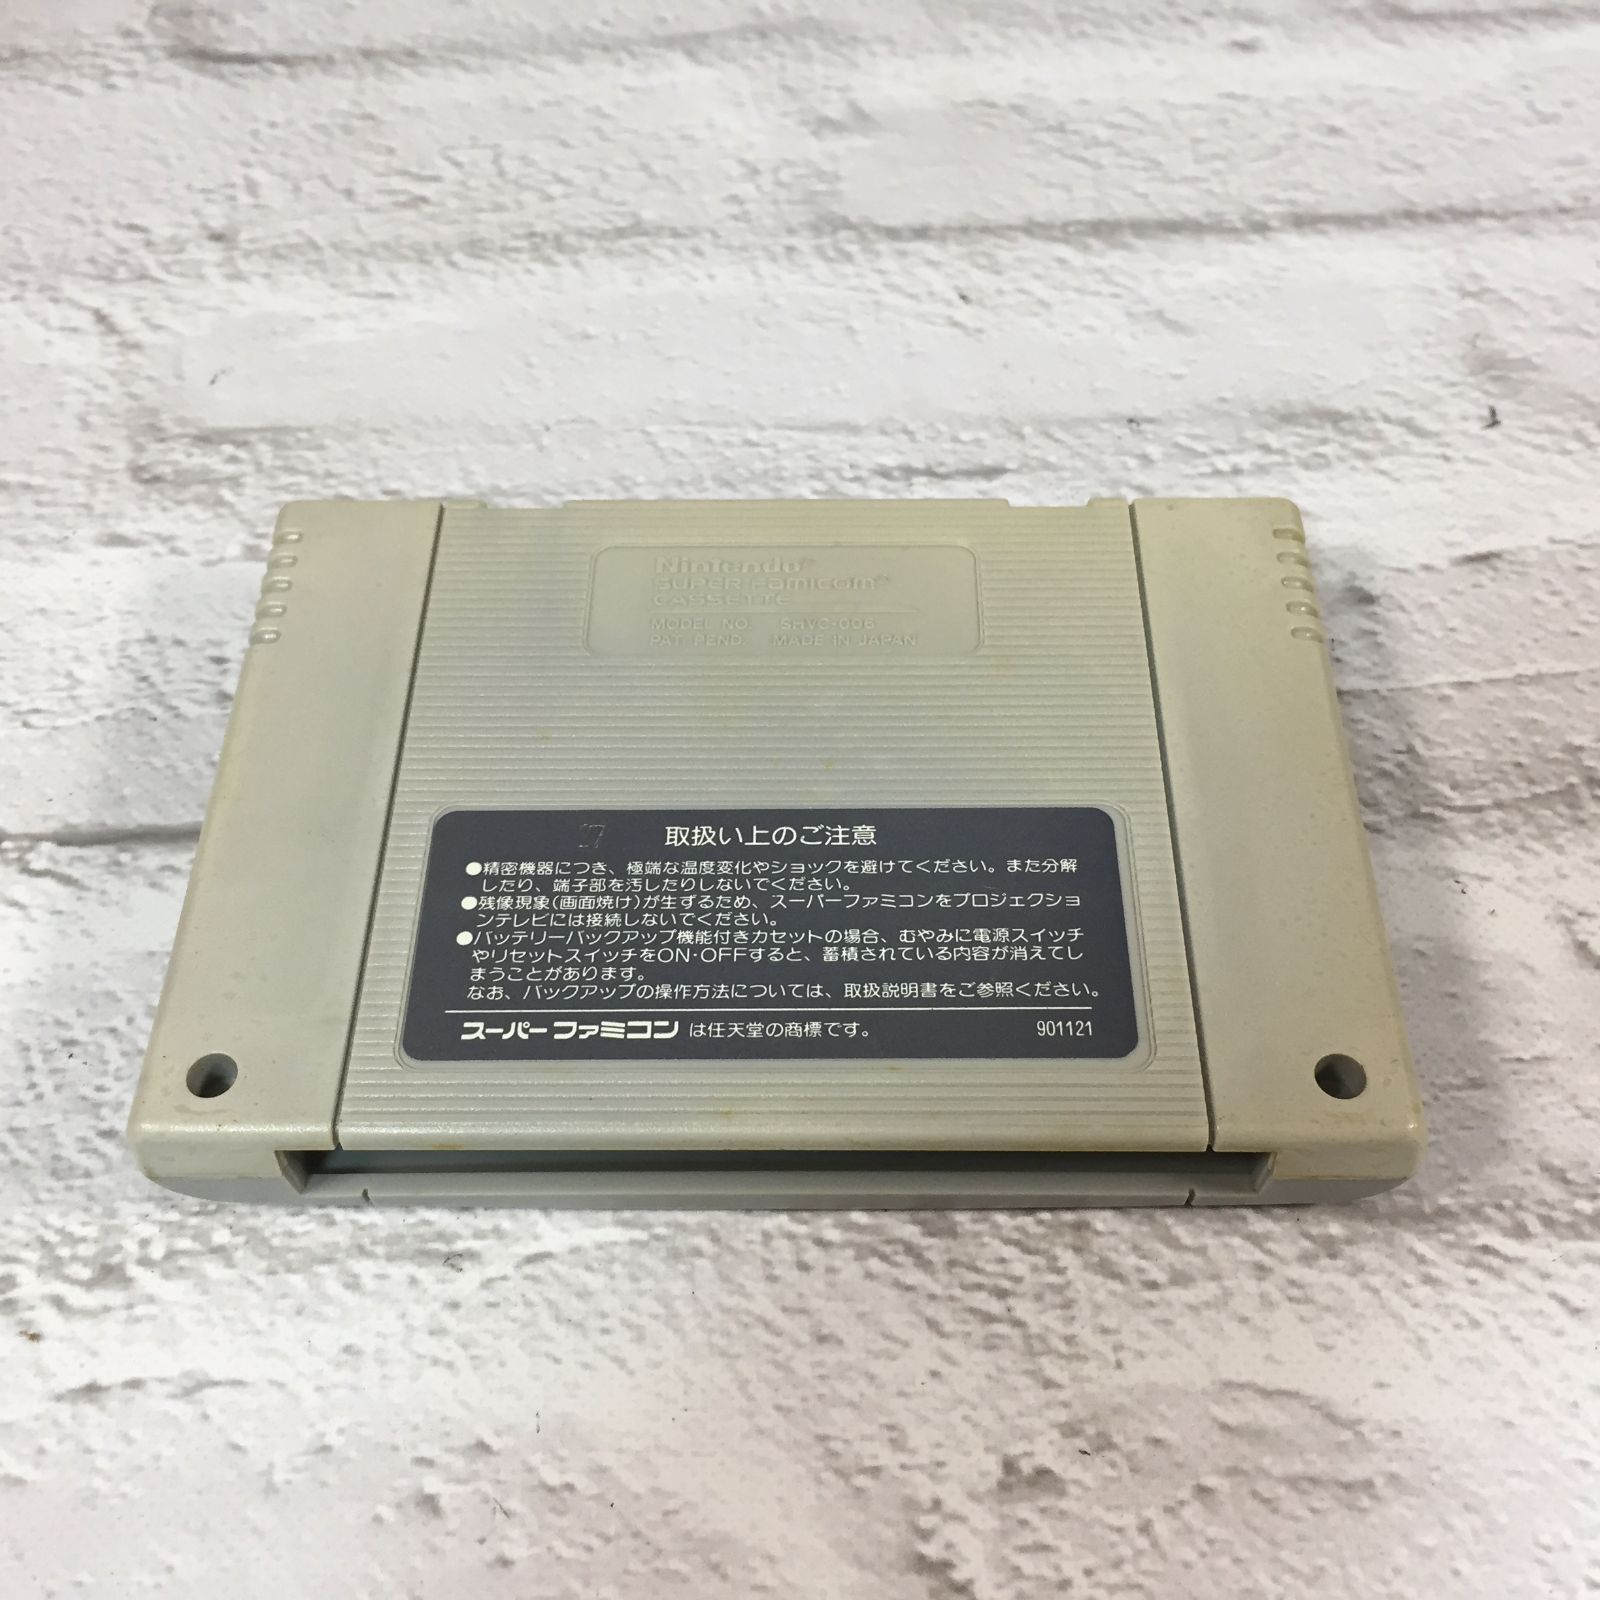 Nintendo®
SUPER FAMICOM®
CASSETTE
MODEL NO. SHVC-006
PAT. PEND. MADE IN JAPAN
17
取扱い上のご注意
●精密機器につき、極端な温度変化やショックを避けてください。また分解
したり、端子部を汚したりしないでください。
●残像現象(画面焼け)が生ずるため、スーパーファミコンをプロジェクショ
ンテレビには接続しないでください。
●バッテリーバックアップ機能付きカセットの場合、むやみに電源スイッチ
やリセットスイッチをON・OFFすると、蓄積されている内容が消えてし
まうことがあります。
なお、バックアップの操作方法については、取扱説明書をご参照ください。
スーパーファミコン は任天堂の商標です。 901121